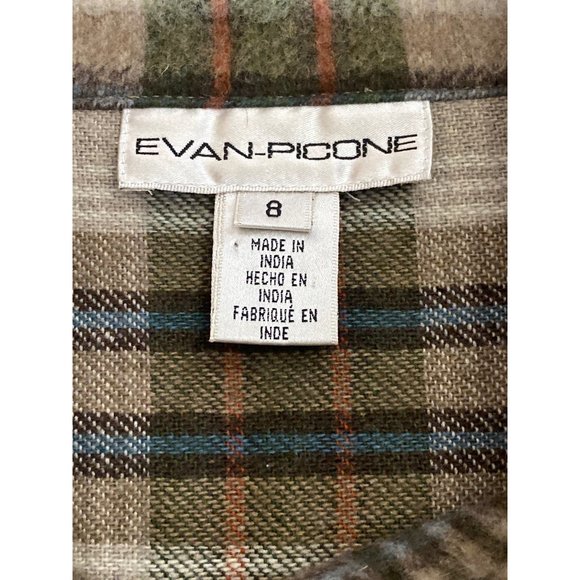 EVAN-PICONE
8
MADE IN
INDIA
HECHO EN
INDIA
FABRIQUÉ EN
INDE